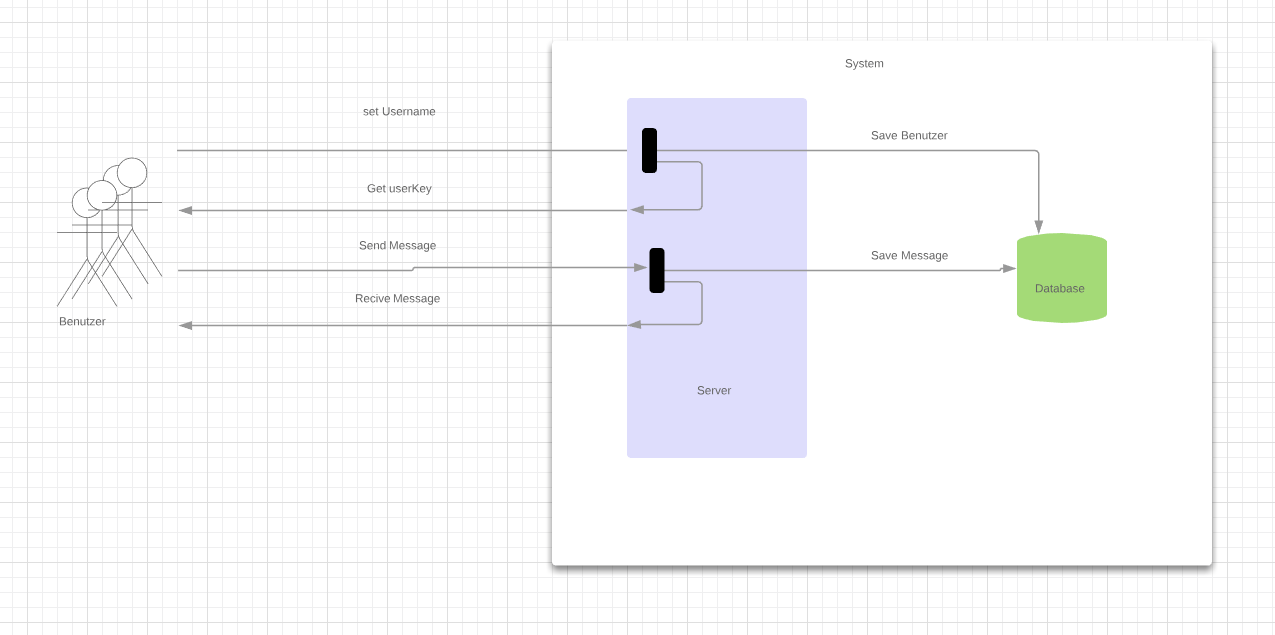 System
set Username
Save Benutzer
Get userKey
Send Message
Save Message
Recive Message
Database
Benutzer
Server